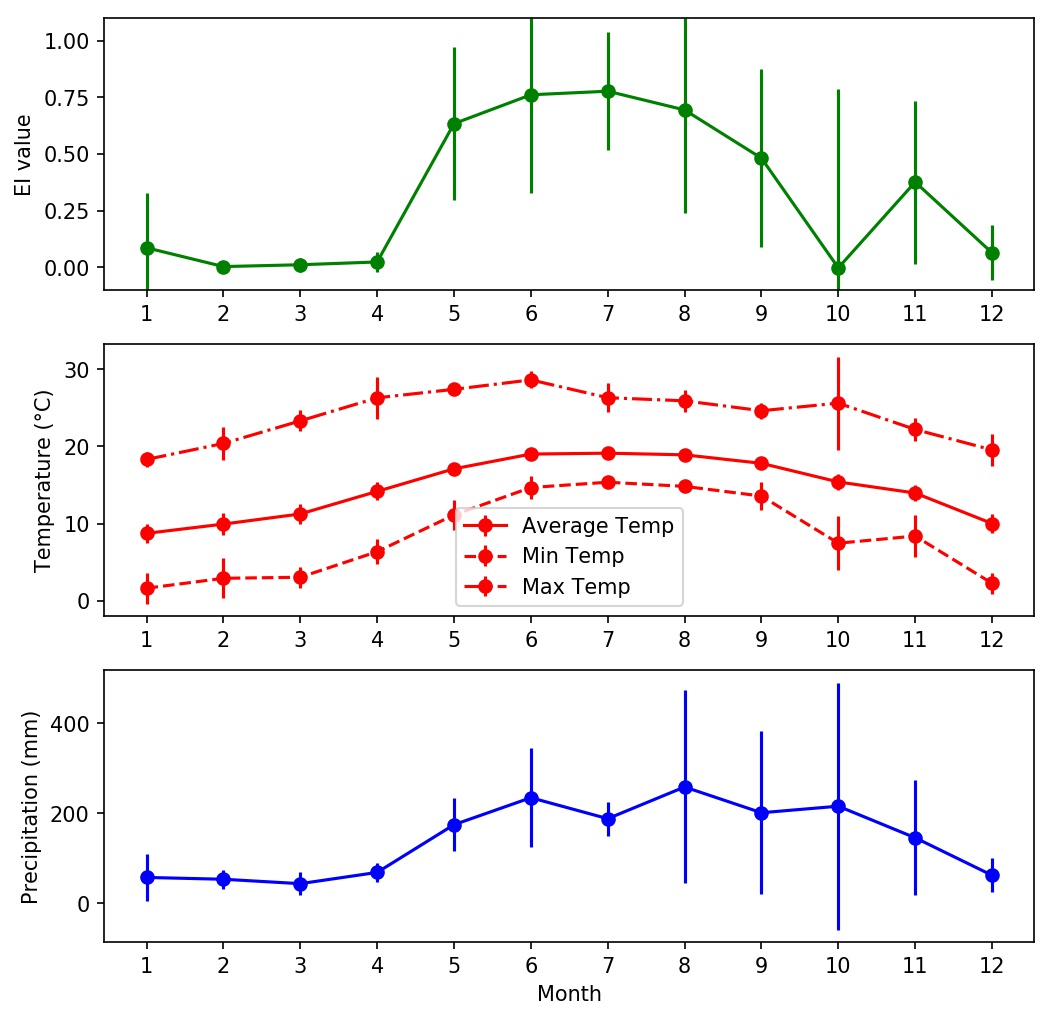 EI value
1.00
0.75
0.50
0.25
0.00
1 2 3 4 5 6 7 8 9 10 11 12
Temperature (°C)
30
20
10
0
Average Temp
Min Temp
Max Temp
1 2 3 4 5 6 7 8 9 10 11 12
Precipitation (mm)
400
200
0
1 2 3 4 5 6 7 8 9 10 11 12
Month